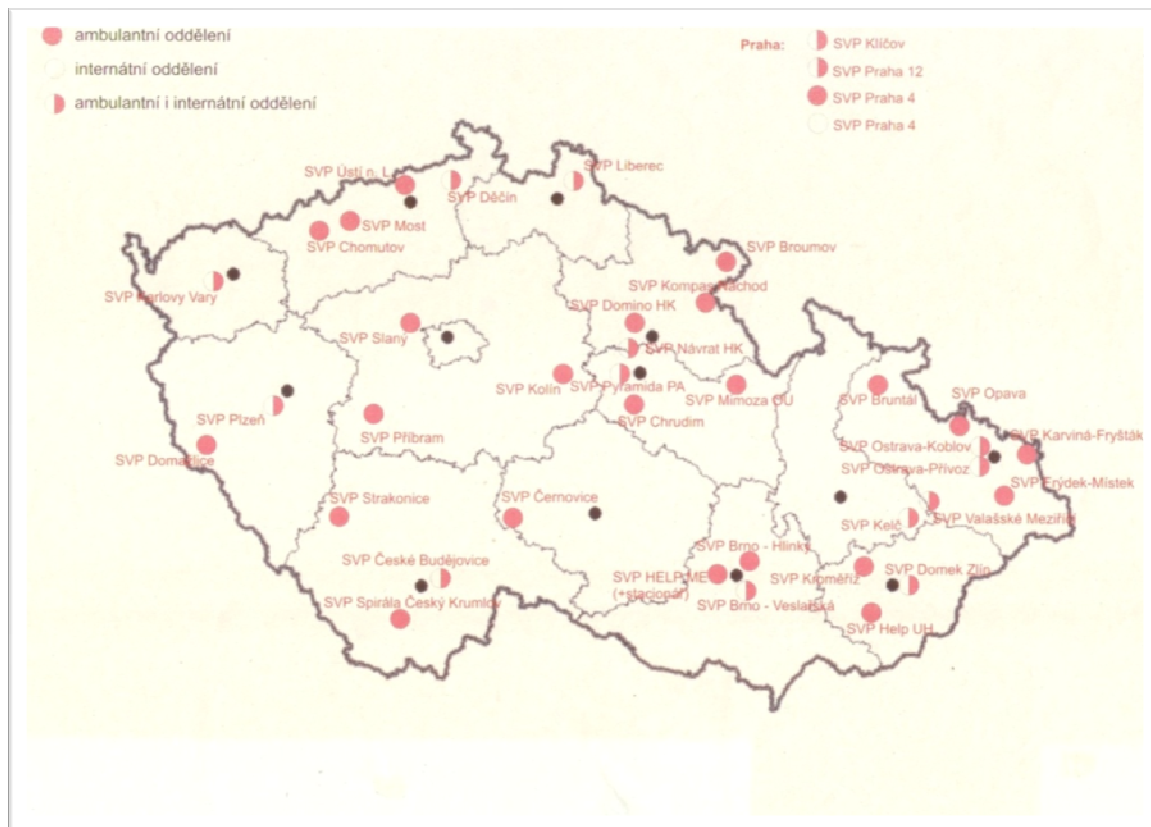 ambulantní oddělení
internátní oddělení
ambulantní i internátní oddělení
Praha:
SVP Klíčov
SVP Praha 12
SVP Praha 4
SVP Praha 4
SVP Ústí n. L.
SVP Děčín
SVP Liberec
SVP Most
SVP Chomutov
SVP Broumov
SVP Karlovy Vary
SVP Kompas Náchod
SVP Domino HK
SVP Slaný
SVP Návrat HK
SVP Kolín
SVP Pyramida PA
SVP Mimoza OU
SVP Bruntál
SVP Opava
SVP Plzeň
SVP Příbram
SVP Chrudim
SVP Karviná-Fryšták
SVP Ostrava-Koblov
SVP Domažlice
SVP Ostrava-Přívoz
SVP Frýdek-Místek
SVP Strakonice
SVP Černovice
SVP Kelč
SVP Valašské Meziříčí
SVP Brno - Hlinky
SVP České Budějovice
SVP HELP ME
(+stacionář)
SVP Kroměříž
SVP Domek Zlín
SVP Spirála Český Krumlov
SVP Brno - Veslařská
SVP Help UH